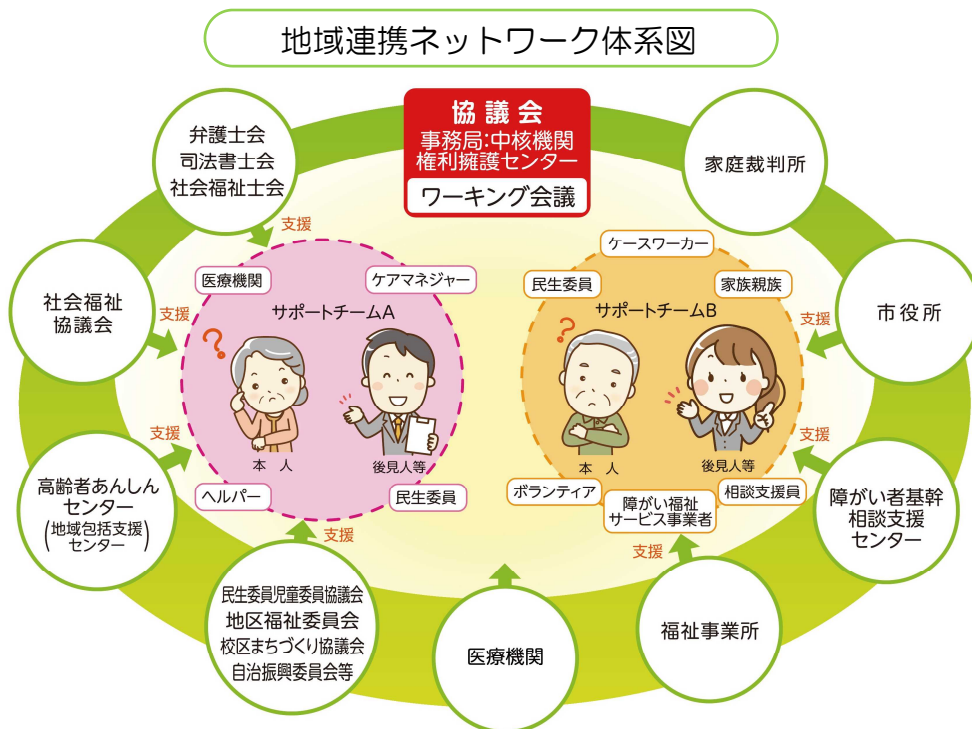 地域連携ネットワーク体系図
協議会
事務局:中核機関
権利擁護センター
ワーキング会議
弁護士会
司法書士会
社会福祉士会
支援
家庭裁判所
社会福祉
協議会
支援
市役所
支援
高齢者あんしん
センター
(地域包括支援
センター)
支援
障がい者基幹
相談支援
センター
支援
民生委員児童委員協議会
地区福祉委員会
校区まちづくり協議会
自治振興委員会等
支援
医療機関
福祉事業所
支援
医療機関
ケアマネジャー
サポートチームA
本人
後見人等
ヘルパー
民生委員
ケースワーカー
民生委員
家族親族
サポートチームB
本人
後見人等
ボランティア
障がい福祉
サービス事業者
相談支援員